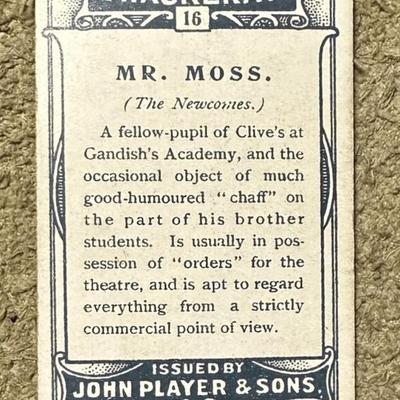 16
MR. MOSS.
(The Newcomes.)
A fellow-pupil of Clive's at
Gandish's Academy, and the
occasional object of much
good-humoured "chaff" on
the part of his brother
students. Is usually in pos-
session of "orders" for the
theatre, and is apt to regard
everything from a strictly
commercial point of view.
ISSUED BY
JOHN PLAYER & SONS.